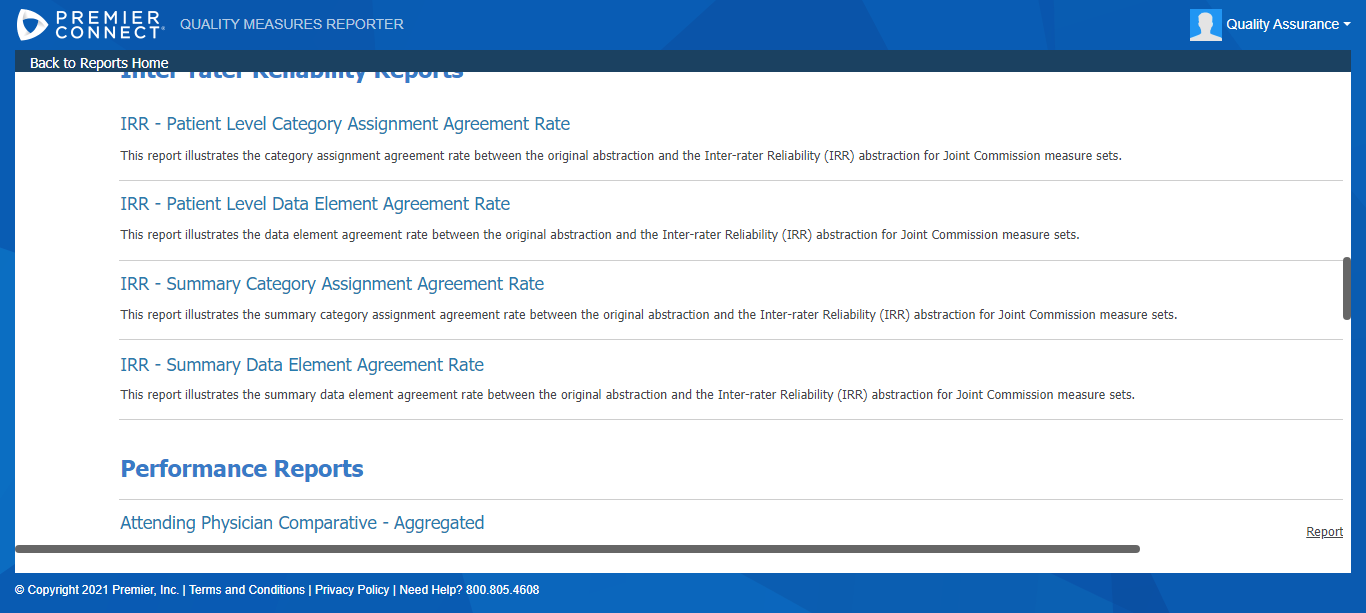 PREMIER
CONNECT
QUALITY MEASURES REPORTER
Quality Assurance
Back to Reports Home
Inter-rater Reliability Reports
IRR - Patient Level Category Assignment Agreement Rate
This report illustrates the category assignment agreement rate between the original abstraction and the Inter-rater Reliability (IRR) abstraction for Joint Commission measure sets.
IRR - Patient Level Data Element Agreement Rate
This report illustrates the data element agreement rate between the original abstraction and the Inter-rater Reliability (IRR) abstraction for Joint Commission measure sets.
IRR - Summary Category Assignment Agreement Rate
This report illustrates the summary category assignment agreement rate between the original abstraction and the Inter-rater Reliability (IRR) abstraction for Joint Commission measure sets.
IRR - Summary Data Element Agreement Rate
This report illustrates the summary data element agreement rate between the original abstraction and the Inter-rater Reliability (IRR) abstraction for Joint Commission measure sets.
Performance Reports
Attending Physician Comparative - Aggregated
Report
© Copyright 2021 Premier, Inc. | Terms and Conditions | Privacy Policy | Need Help? 800.805.4608